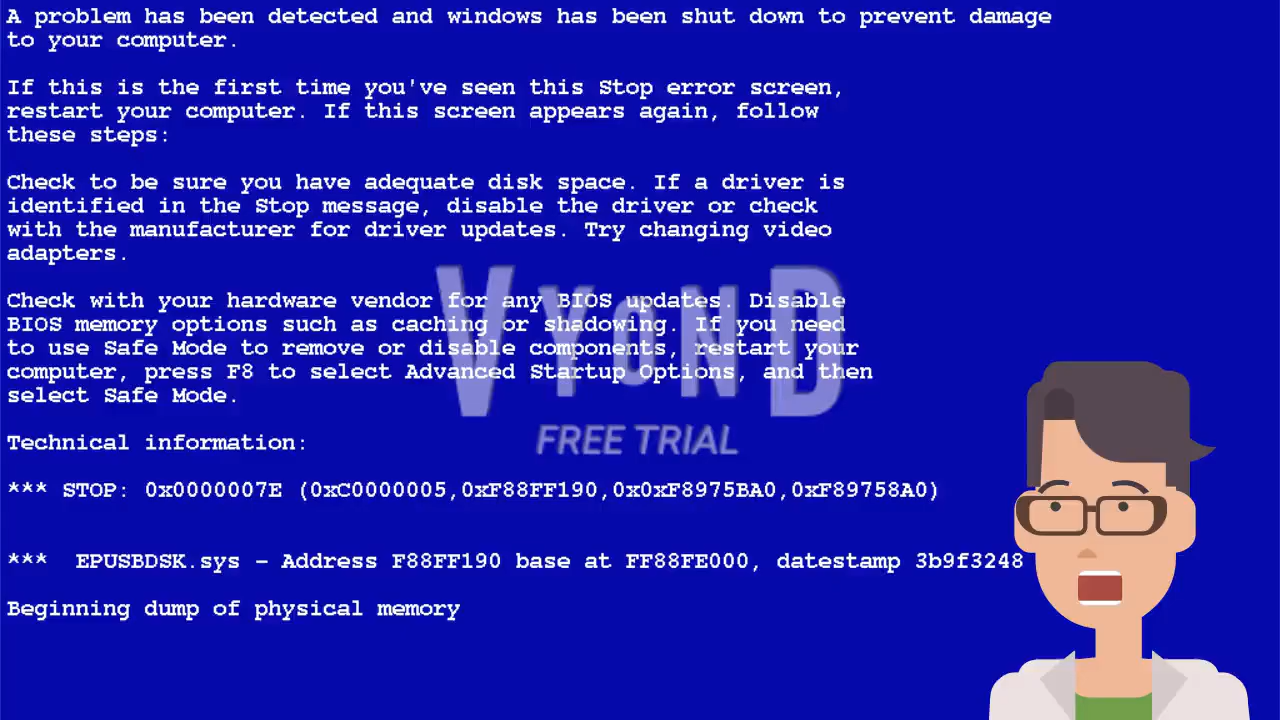 A problem has been detected and windows has been shut down to prevent damage
to your computer.
If this is the first time you've seen this Stop error screen,
restart your computer. If this screen appears again, follow
these steps:
Check to be sure you have adequate disk space. If a driver is
identified in the Stop message, disable the driver or check
with the manufacturer for driver updates. Try changing video
adapters.
Check with your hardware vendor for any BIOS updates. Disable
BIOS memory options such as caching or shadowing. If you need
to use Safe Mode to remove or disable components, restart your
computer, press F8 to select Advanced Startup Options, and then
select Safe Mode.
VYOND
FREE TRIAL
Technical information:
*** STOP: 0x0000007E (0xC0000005,0xF88FF190,0x0xF8975BA0,0xF89758A0)
*** EPUSBDSK.sys – Address F88FF190 base at FF88FE000, datestamp 3b9f3248
Beginning dump of physical memory